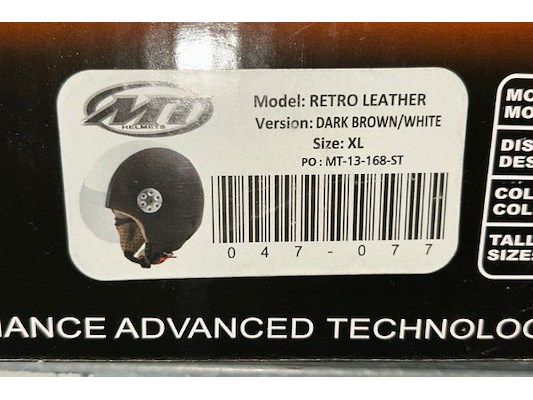 MT
HELMETS
Model: RETRO LEATHER
Version: DARK BROWN/WHITE
Size: XL
PO : MT-13-168-ST
047-077
MO
MO
DIS
DES
COL
COL
TALL
SIZE
MANCE ADVANCED TECHNOLOG